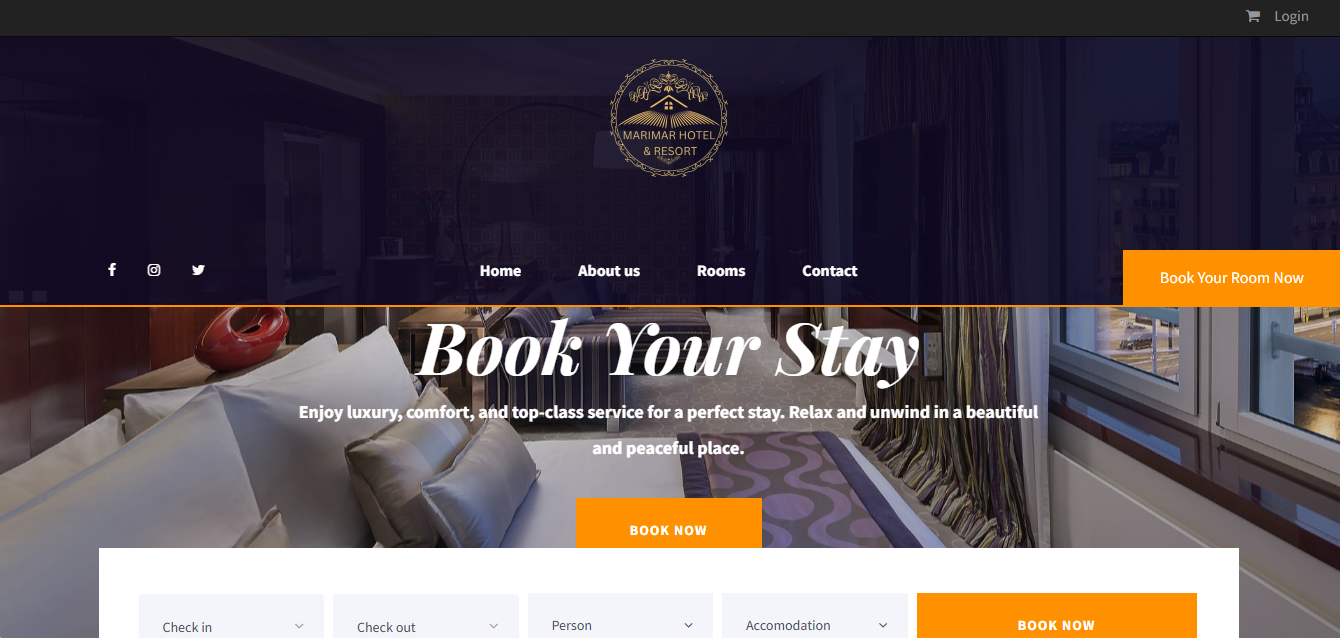 Login
MARIMAR HOTEL
& RESORT
Home About us Rooms Contact
Book Your Room Now
Book Your Stay
Enjoy luxury, comfort, and top-class service for a perfect stay. Relax and unwind in a beautiful
and peaceful place.
BOOK NOW
Check in Check out Person Accomodation BOOK NOW